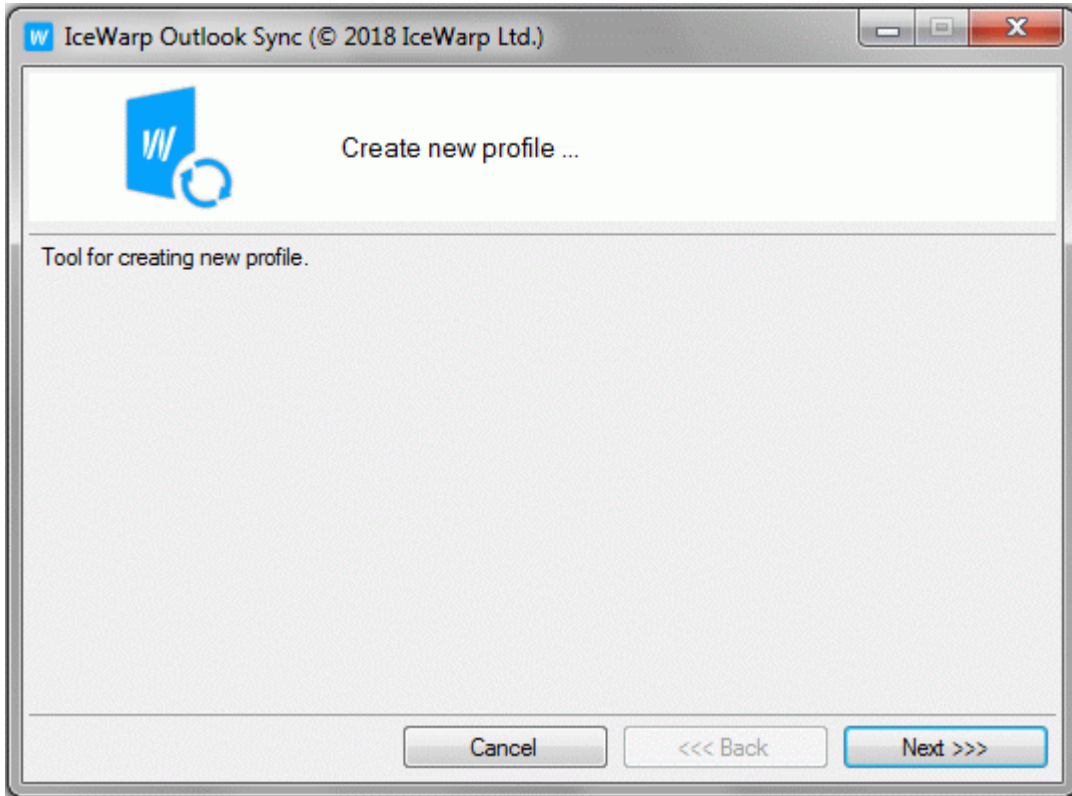 IceWarp Outlook Sync (© 2018 IceWarp Ltd.)
Create new profile ...
Tool for creating new profile.
Cancel
<<< Back
Next >>>